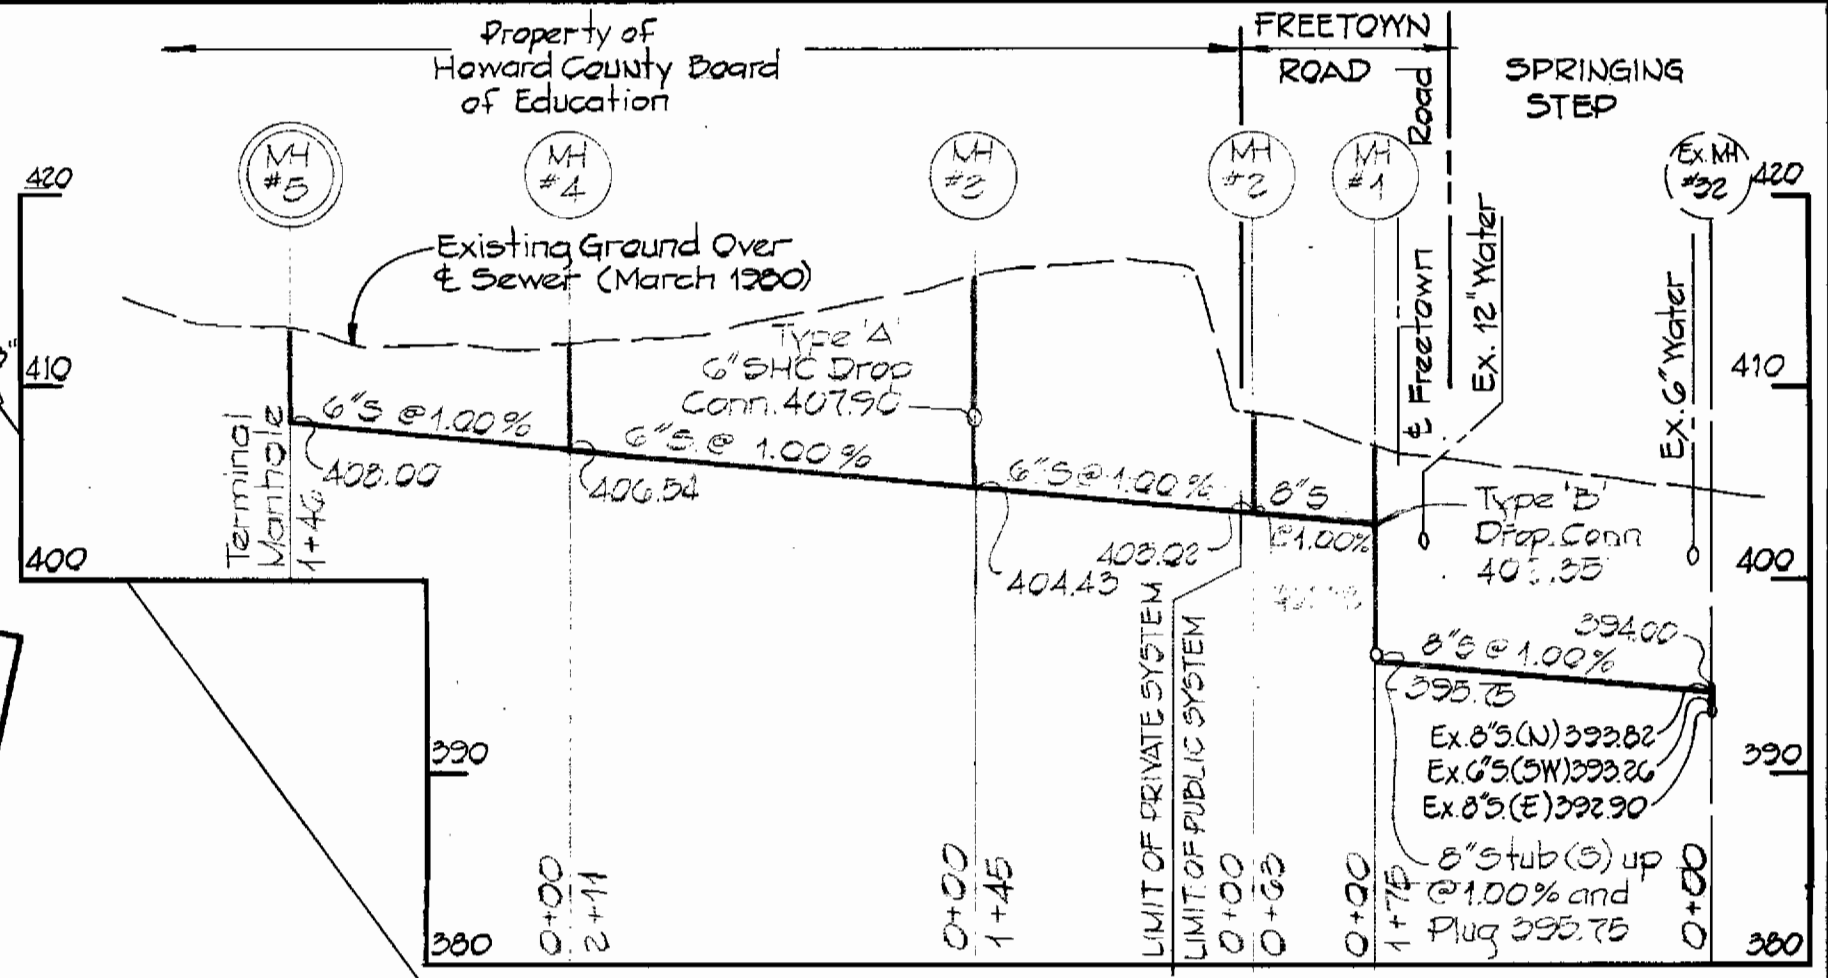 Property of
Howard County Board
of Education
FREETOWN
ROAD
SPRINGING
STEP
MH
#5
MH
#4
MH
MH
#2
MH
#1
Ex. MH
#32
420
420
Existing Ground Over
℄ Sewer (March 1980)
℄ Freetown Road
Ex. 12" Water
Ex. 6" Water
Type 'A'
6" SHC Drop
Conn. 407.90
410
410
Terminal
Manhole
1+46
6"S @ 1.00%
6"S. @ 1.00%
6"S @ 1.00%
8"S
@1.00%
408.00
406.54
404.43
403.02
Type 'B'
Drop. Conn
400
400
LIMIT OF PRIVATE SYSTEM
LIMIT OF PUBLIC SYSTEM
394.00
8"S @ 1.00%
395.75
Ex. 8"S. (N) 393.82
Ex. 6"S. (SW) 393.26
Ex. 8"S. (E) 392.90
390
390
8" Stub (S) up
@ 1.00% and
Plug 395.75
0+00
2+11
0+00
1+45
0+00
0+63
0+00
1+75
0+00
380
380